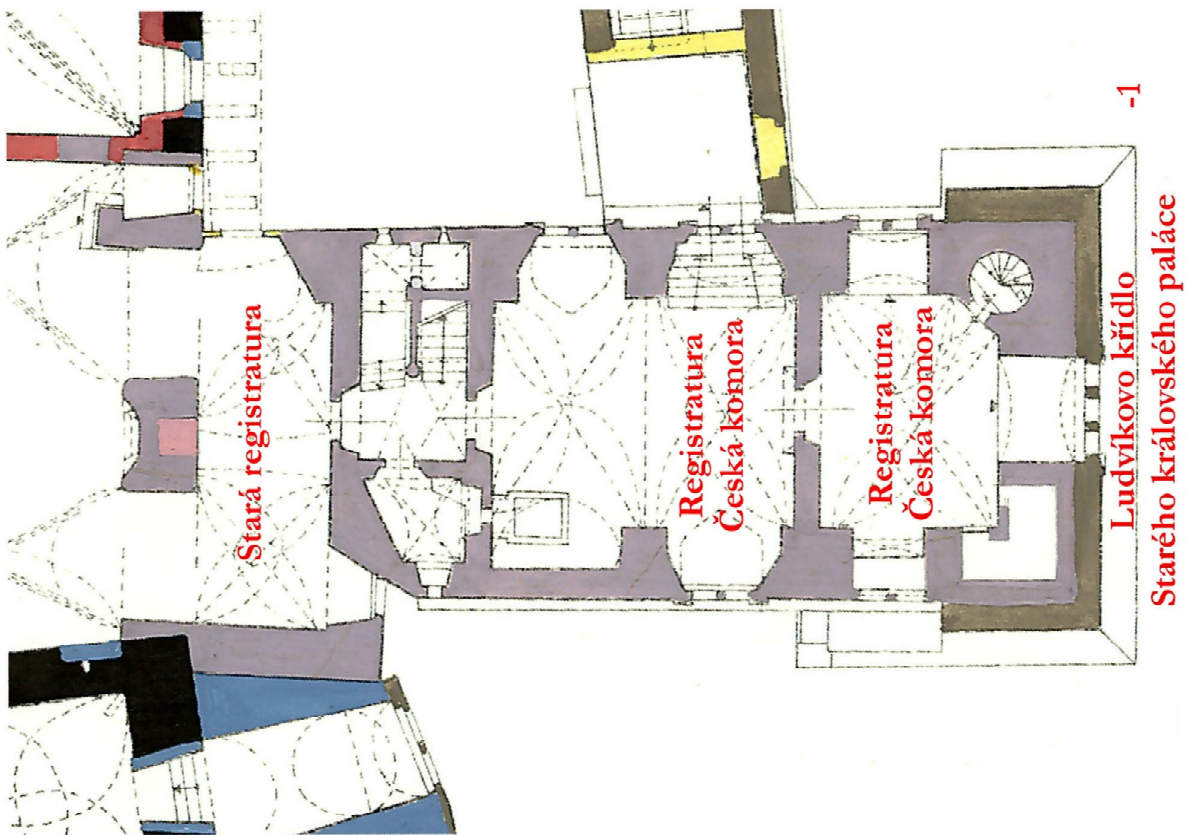 Stará registratura
Registratura
Česká komora
Registratura
Česká komora
Ludvíkovo křídlo
Starého královského paláce
-1